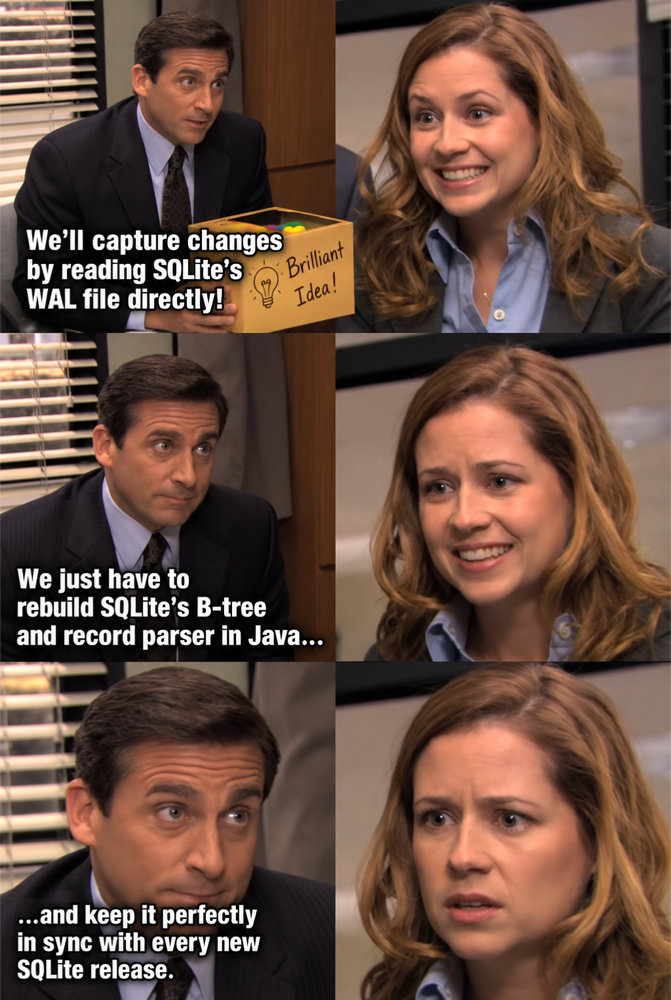 We'll capture changes
by reading SQLite's
WAL file directly!
Brilliant
Idea!
We just have to
rebuild SQLite's B-tree
and record parser in Java...
...and keep it perfectly
in sync with every new
SQLite release.